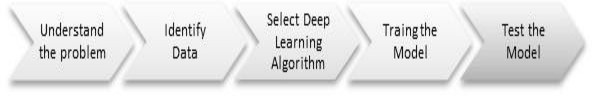 Understand
the problem
Identify
Data
Select Deep
Learning
Algorithm
Traing the
Model
Test the
Model